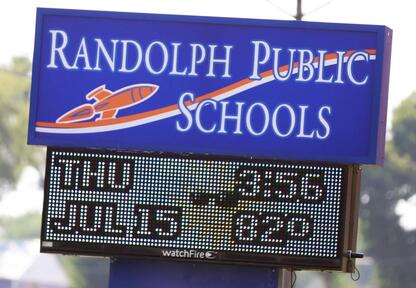 RANDOLPH PUBLIC
SCHOOLS
THU 3:56
JUL 15 82°
watchFire